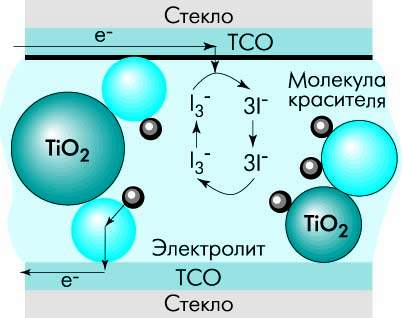 Стекло
e-
TCO
Молекула
красителя
I3-
3I-
TiO2
I3-
3I-
TiO2
Электролит
e-
TCO
Стекло